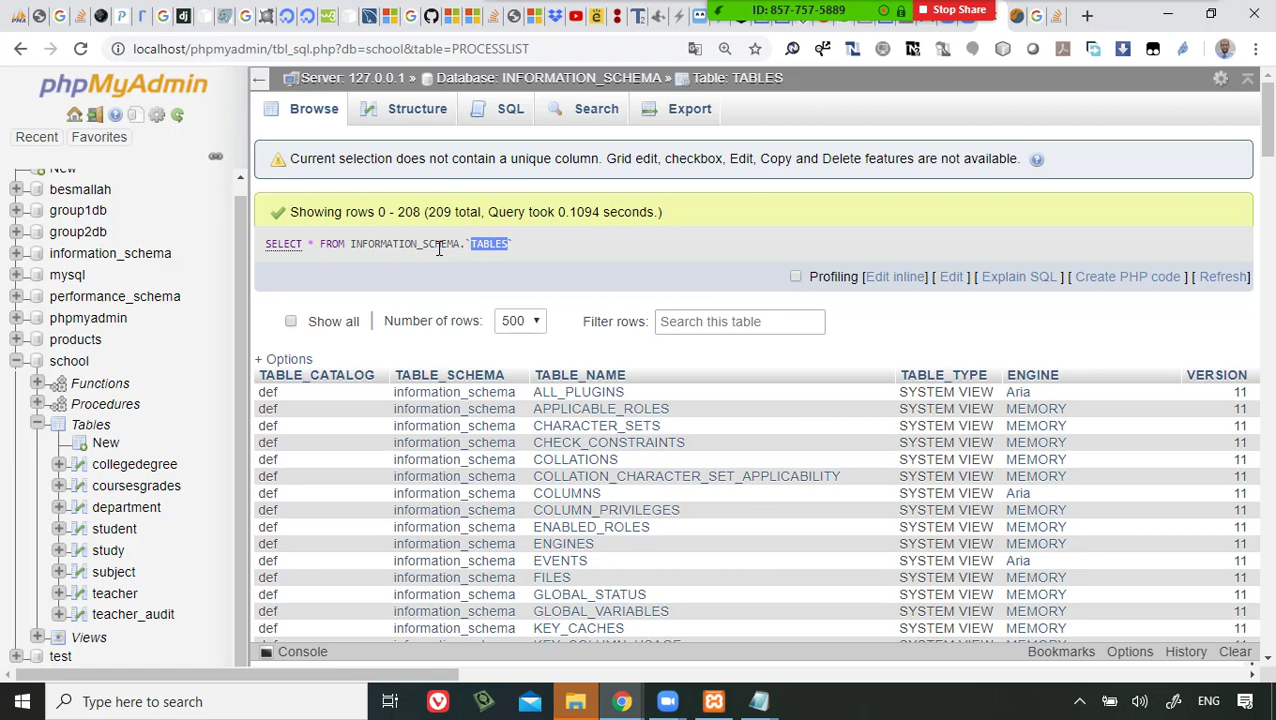 ID: 857-757-5889
Stop Share
localhost/phpmyadmin/tbl_sql.php?db=school&table=PROCESSLIST
phpMyAdmin
Recent
Favorites
New
besmallah
group1db
group2db
information_schema
mysql
performance_schema
phpmyadmin
products
school
Functions
Procedures
Tables
New
collegedegree
coursesgrades
department
student
study
subject
teacher
teacher_audit
Views
test
Server: 127.0.0.1 » Database: INFORMATION_SCHEMA » Table: TABLES
Browse Structure SQL Search Export
Current selection does not contain a unique column. Grid edit, checkbox, Edit, Copy and Delete features are not available.
Showing rows 0 - 208 (209 total, Query took 0.1094 seconds.)
SELECT * FROM INFORMATION_SCHEMA.`TABLES`
Profiling [Edit inline] [ Edit ] [ Explain SQL ] [ Create PHP code ] [ Refresh]
Show all Number of rows: 500 Filter rows: Search this table
+ Options
TABLE_CATALOG TABLE_SCHEMA TABLE_NAME TABLE_TYPE ENGINE VERSION
def information_schema ALL_PLUGINS SYSTEM VIEW Aria 11
def information_schema APPLICABLE_ROLES SYSTEM VIEW MEMORY 11
def information_schema CHARACTER_SETS SYSTEM VIEW MEMORY 11
def information_schema CHECK_CONSTRAINTS SYSTEM VIEW MEMORY 11
def information_schema COLLATIONS SYSTEM VIEW MEMORY 11
def information_schema COLLATION_CHARACTER_SET_APPLICABILITY SYSTEM VIEW MEMORY 11
def information_schema COLUMNS SYSTEM VIEW Aria 11
def information_schema COLUMN_PRIVILEGES SYSTEM VIEW MEMORY 11
def information_schema ENABLED_ROLES SYSTEM VIEW MEMORY 11
def information_schema ENGINES SYSTEM VIEW MEMORY 11
def information_schema EVENTS SYSTEM VIEW Aria 11
def information_schema FILES SYSTEM VIEW MEMORY 11
def information_schema GLOBAL_STATUS SYSTEM VIEW MEMORY 11
def information_schema GLOBAL_VARIABLES SYSTEM VIEW MEMORY 11
def information_schema KEY_CACHES SYSTEM VIEW MEMORY 11
Console Bookmarks Options History Clear
Type here to search
ENG